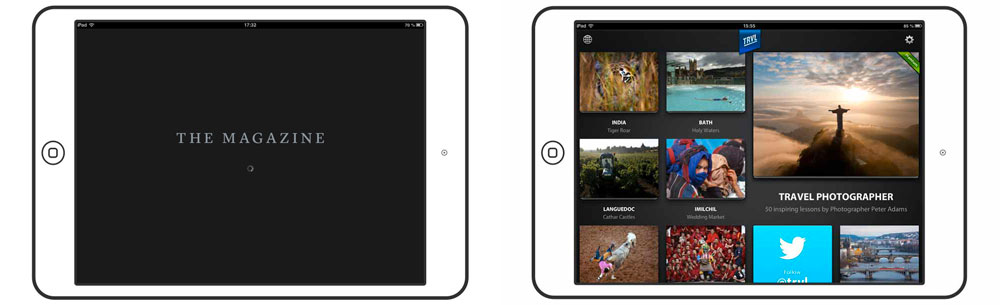 iPad
17:32
79 %
THE MAGAZINE
iPad
15:55
85 %
TRVL
INDIA
Tiger Roar
BATH
Holy Waters
LANGUEDOC
Cathar Castles
IMILCHIL
Wedding Market
TRAVEL PHOTOGRAPHER
50 inspiring lessons by Photographer Peter Adams
Follow
@trvl